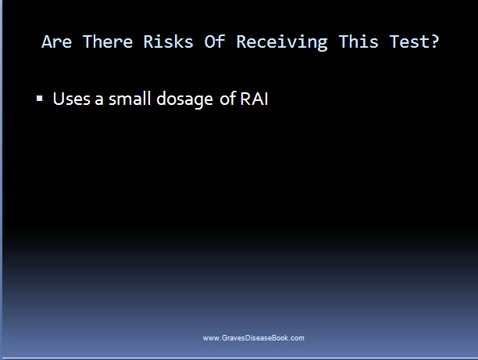 Are There Risks Of Receiving This Test?
▪ Uses a small dosage of RAI
www.GravesDiseaseBook.com